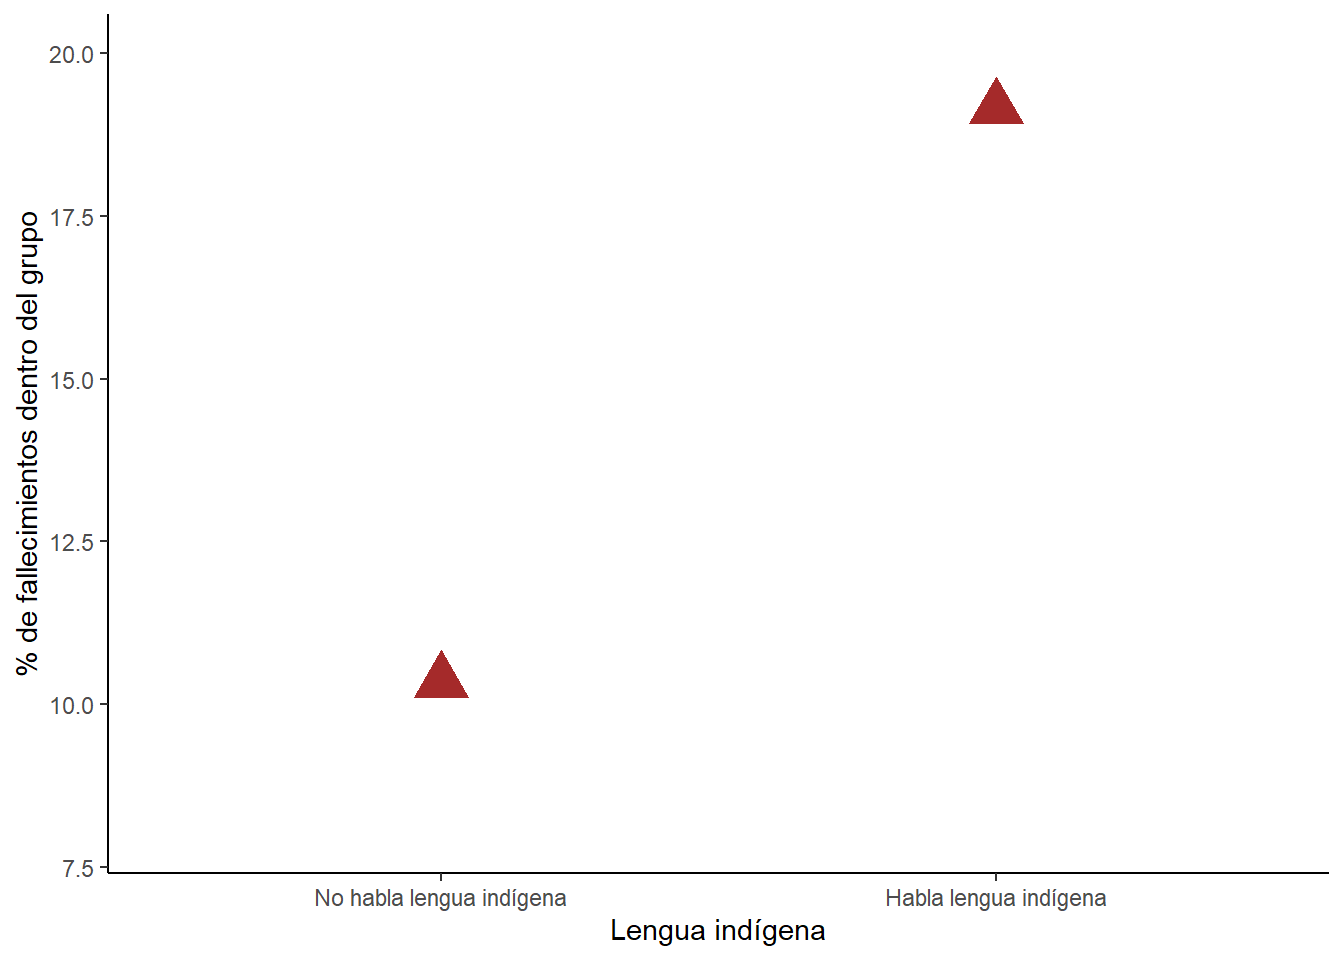 % de fallecimientos dentro del grupo
20.0
17.5
15.0
12.5
10.0
7.5
No habla lengua indígena
Habla lengua indígena
Lengua indígena